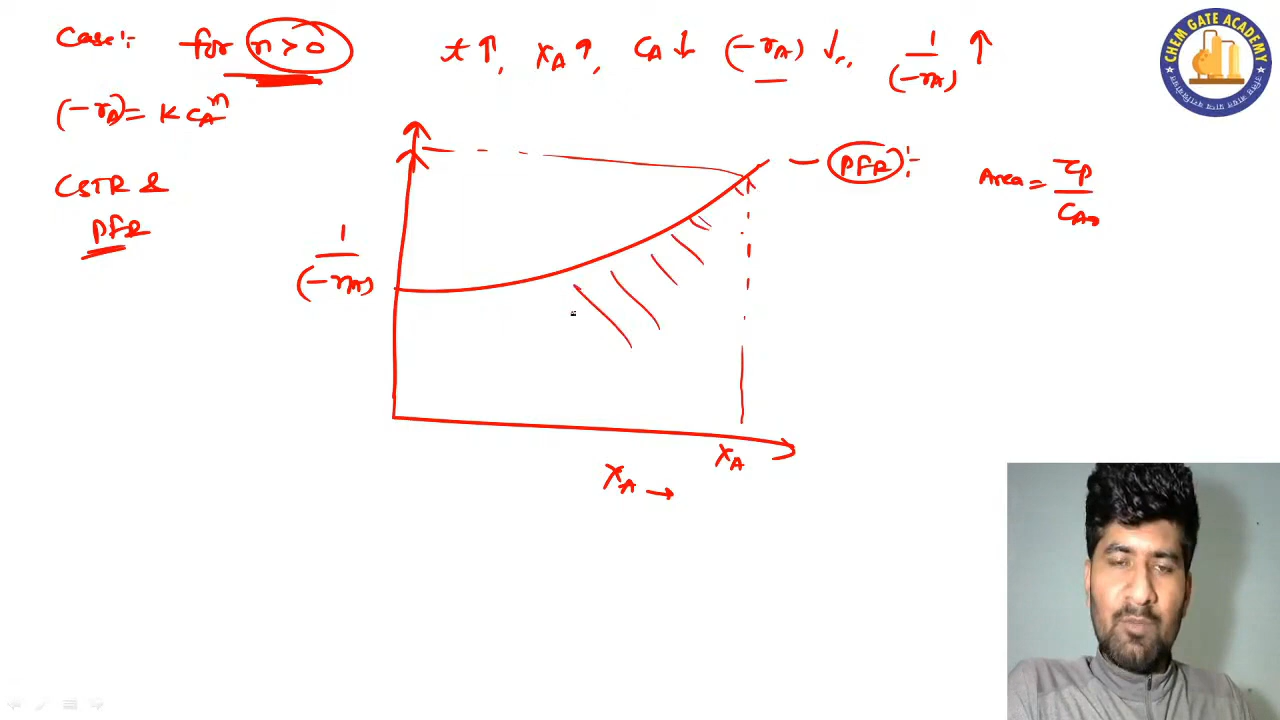 Case:- for n > 0 t↑, XA↑, CA↓ (-rA)↓, 1/(-rA) ↑
(-rA) = K CA^n
CSTR &
PFR
1/(-rA)
PFR :-
Area = τp/CA0
XA
XA →
CHEM GATE ACADEMY